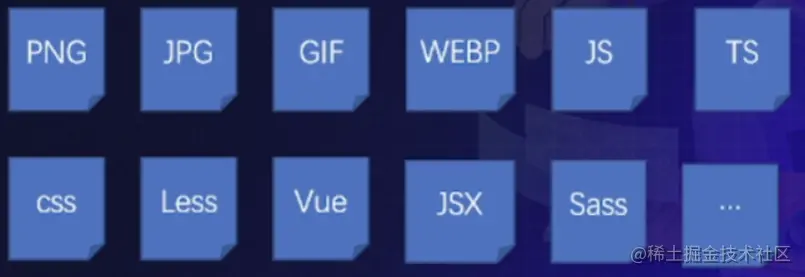 PNG JPG GIF WEBP JS TS
css Less Vue JSX Sass ...
@稀土掘金技术社区